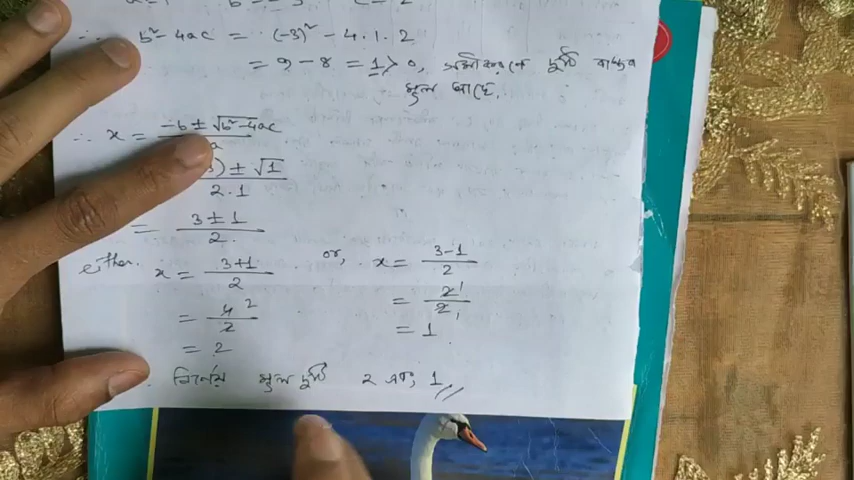 ∴ b² - 4ac = (-3)² - 4.1.2
= 9 - 8 = 1 > 0, সমীকরণে দুটি বাস্তব
মূল আছে.
∴ x = -b ± √b² - 4ac
3) ± √1 / 2.1
= 3 ± 1 / 2
either. x = 3+1 / 2 or, x = 3-1 / 2
= 4 2 / 2 = 2 1 / 2 1
= 2 = 1
∴ নির্ণেয় মূল দুটি 2 এবং 1